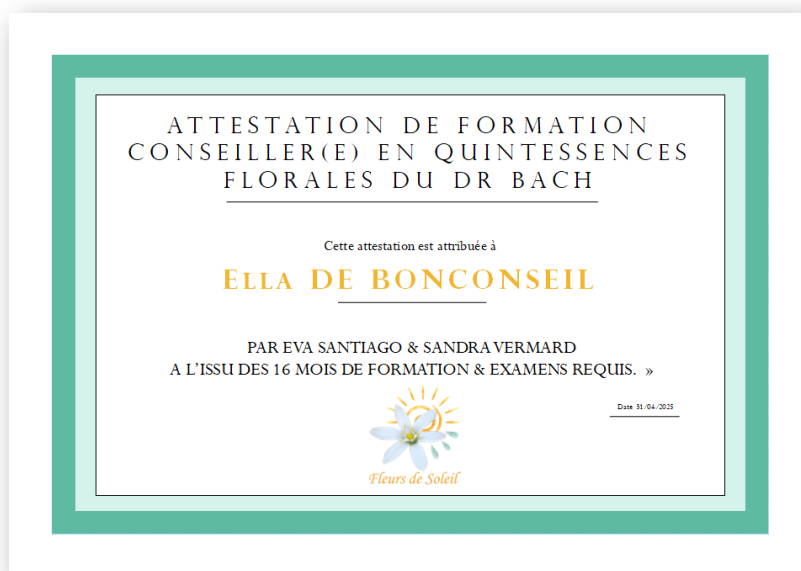 ATTESTATION DE FORMATION
CONSEILLER(E) EN QUINTESSENCES
FLORALES DU DR BACH
Cette attestation est attribuée à
ELLA DE BONCONSEIL
PAR EVA SANTIAGO & SANDRA VERMARD
A L'ISSU DES 16 MOIS DE FORMATION & EXAMENS REQUIS. »
Date 31/04/2025
Fleurs de Soleil